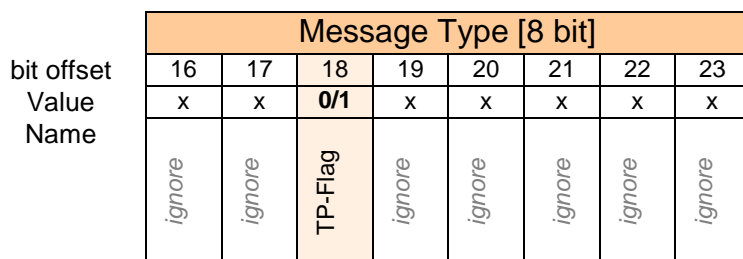 Message Type [8 bit]
bit offset 16 17 18 19 20 21 22 23
Value x x 0/1 x x x x x
Name ignore ignore TP-Flag ignore ignore ignore ignore ignore